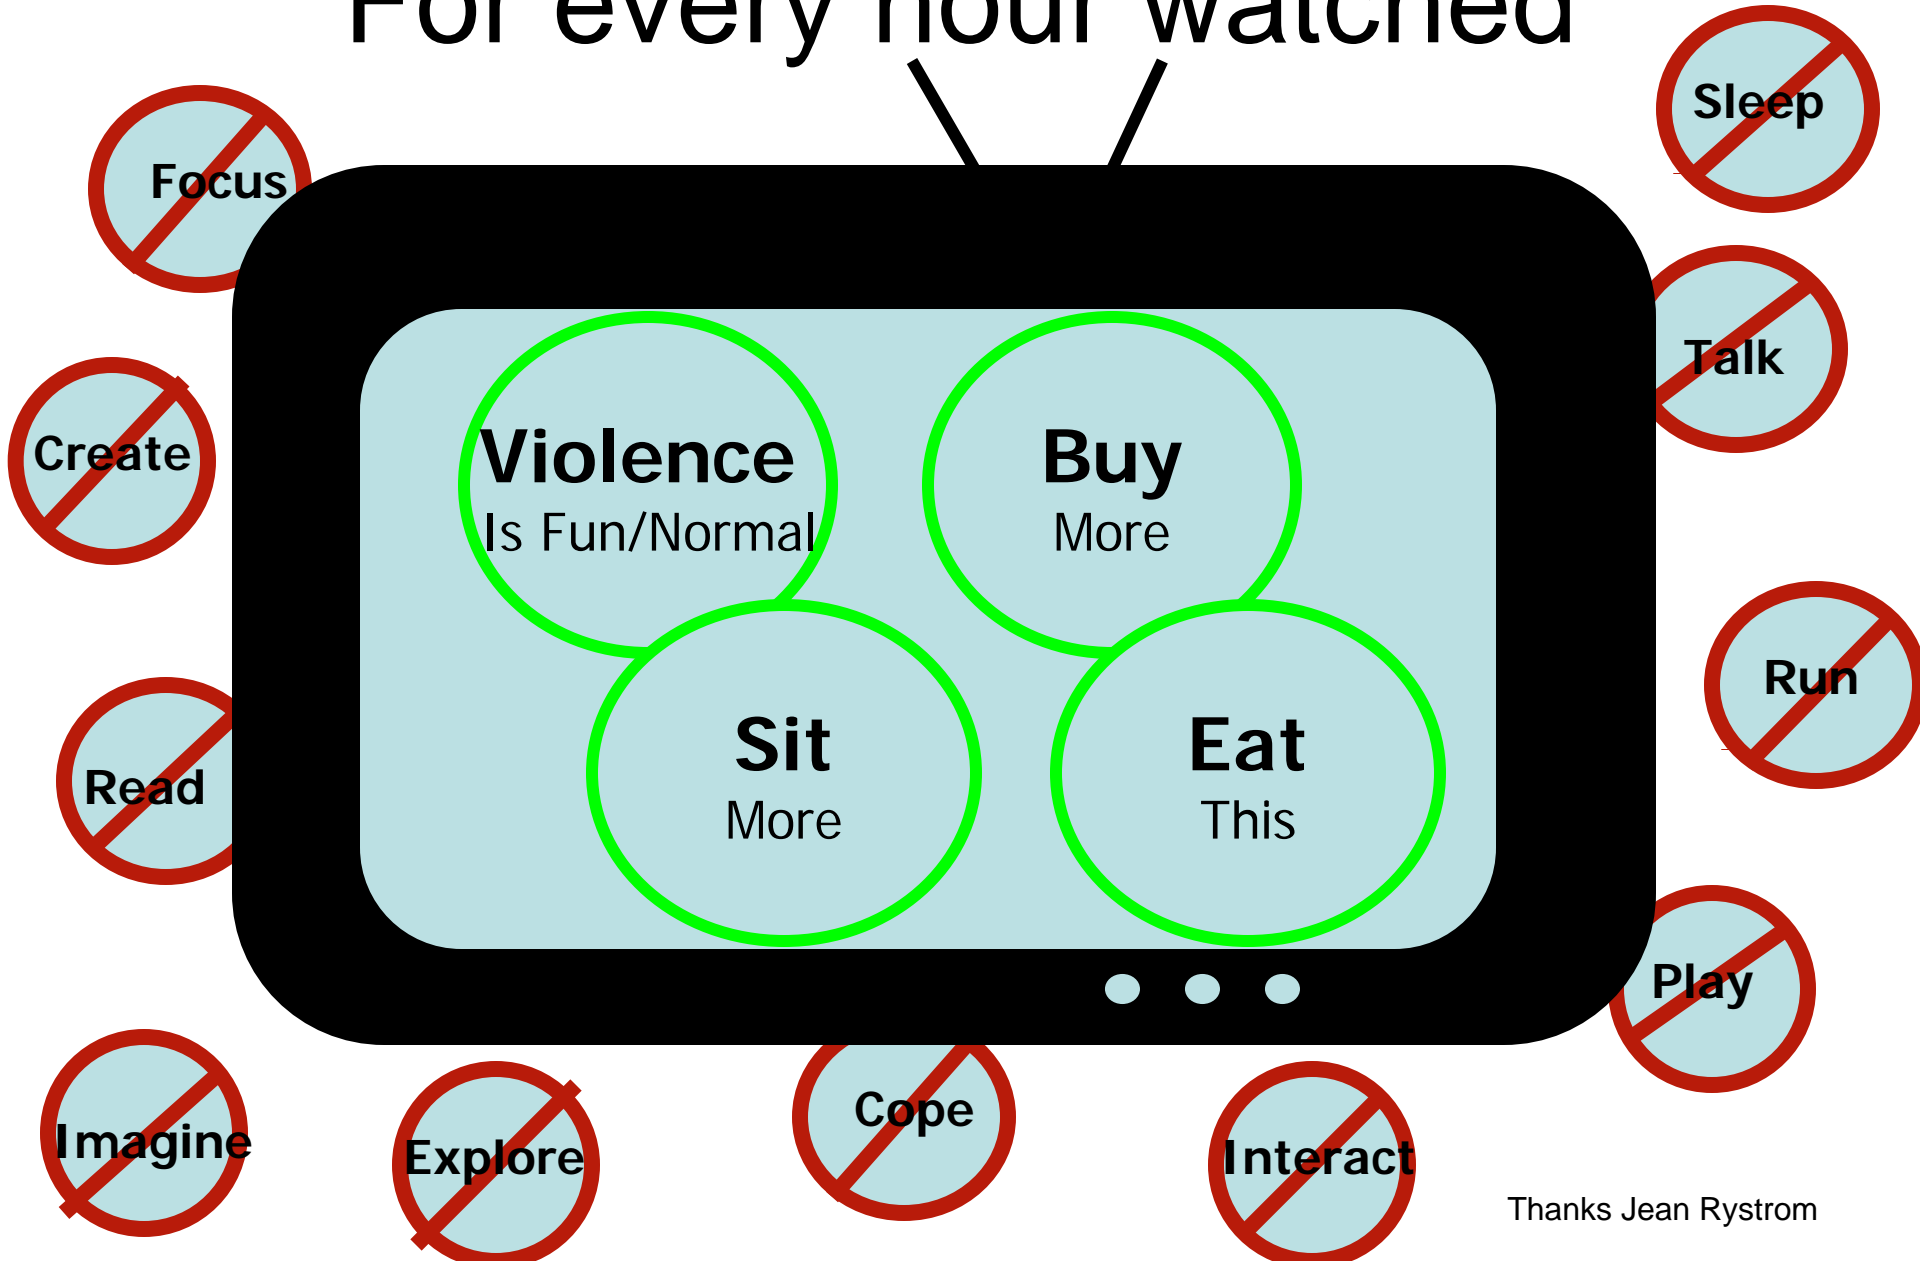 For every hour watched
Sleep
Focus
Talk
Create
Violence
Is Fun/Normal
Buy
More
Run
Read
Sit
More
Eat
This
Play
Imagine
Explore
Cope
Interact
Thanks Jean Rystrom